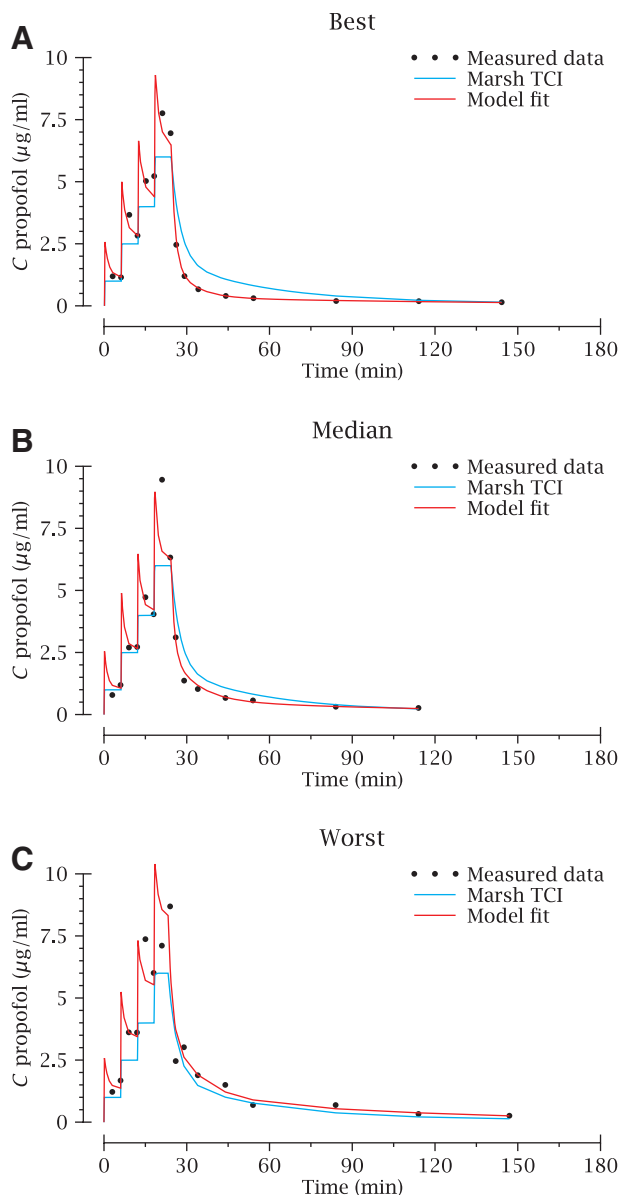 A
Best
Measured data
Marsh TCI
Model fit
C propofol (µg/ml)
10
7.5
5
2.5
0
0 30 60 90 120 150 180
Time (min)
B
Median
Measured data
Marsh TCI
Model fit
C propofol (µg/ml)
10
7.5
5
2.5
0
0 30 60 90 120 150 180
Time (min)
C
Worst
Measured data
Marsh TCI
Model fit
C propofol (µg/ml)
10
7.5
5
2.5
0
0 30 60 90 120 150 180
Time (min)